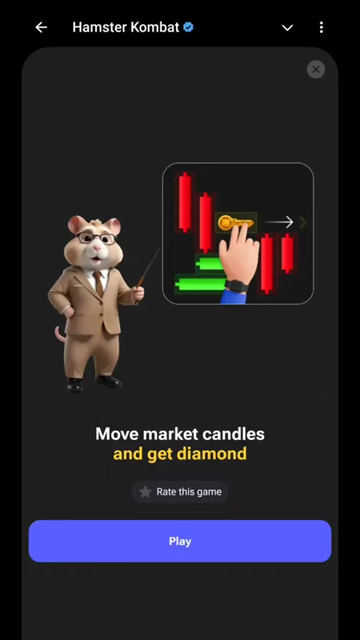 Hamster Kombat
Move market candles
and get diamond
Rate this game
Play